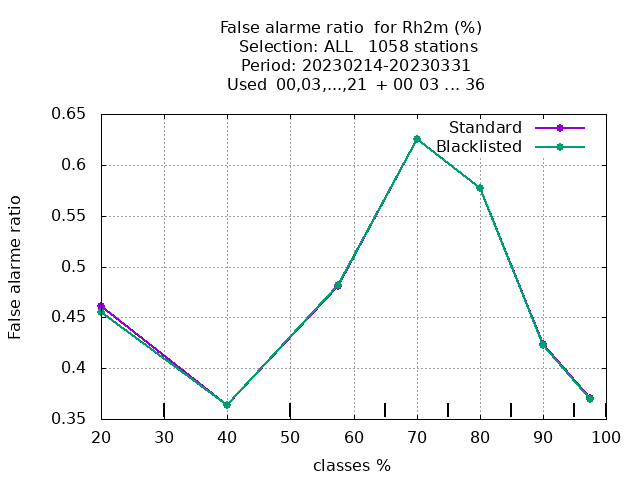 False alarme ratio  for Rh2m (%)
Selection: ALL   1058 stations
Period: 20230214-20230331
Used  00,03,...,21  + 00 03 ... 36
Standard
Blacklisted
False alarme ratio
0.65
0.6
0.55
0.5
0.45
0.4
0.35
20 30 40 50 60 70 80 90 100
classes %